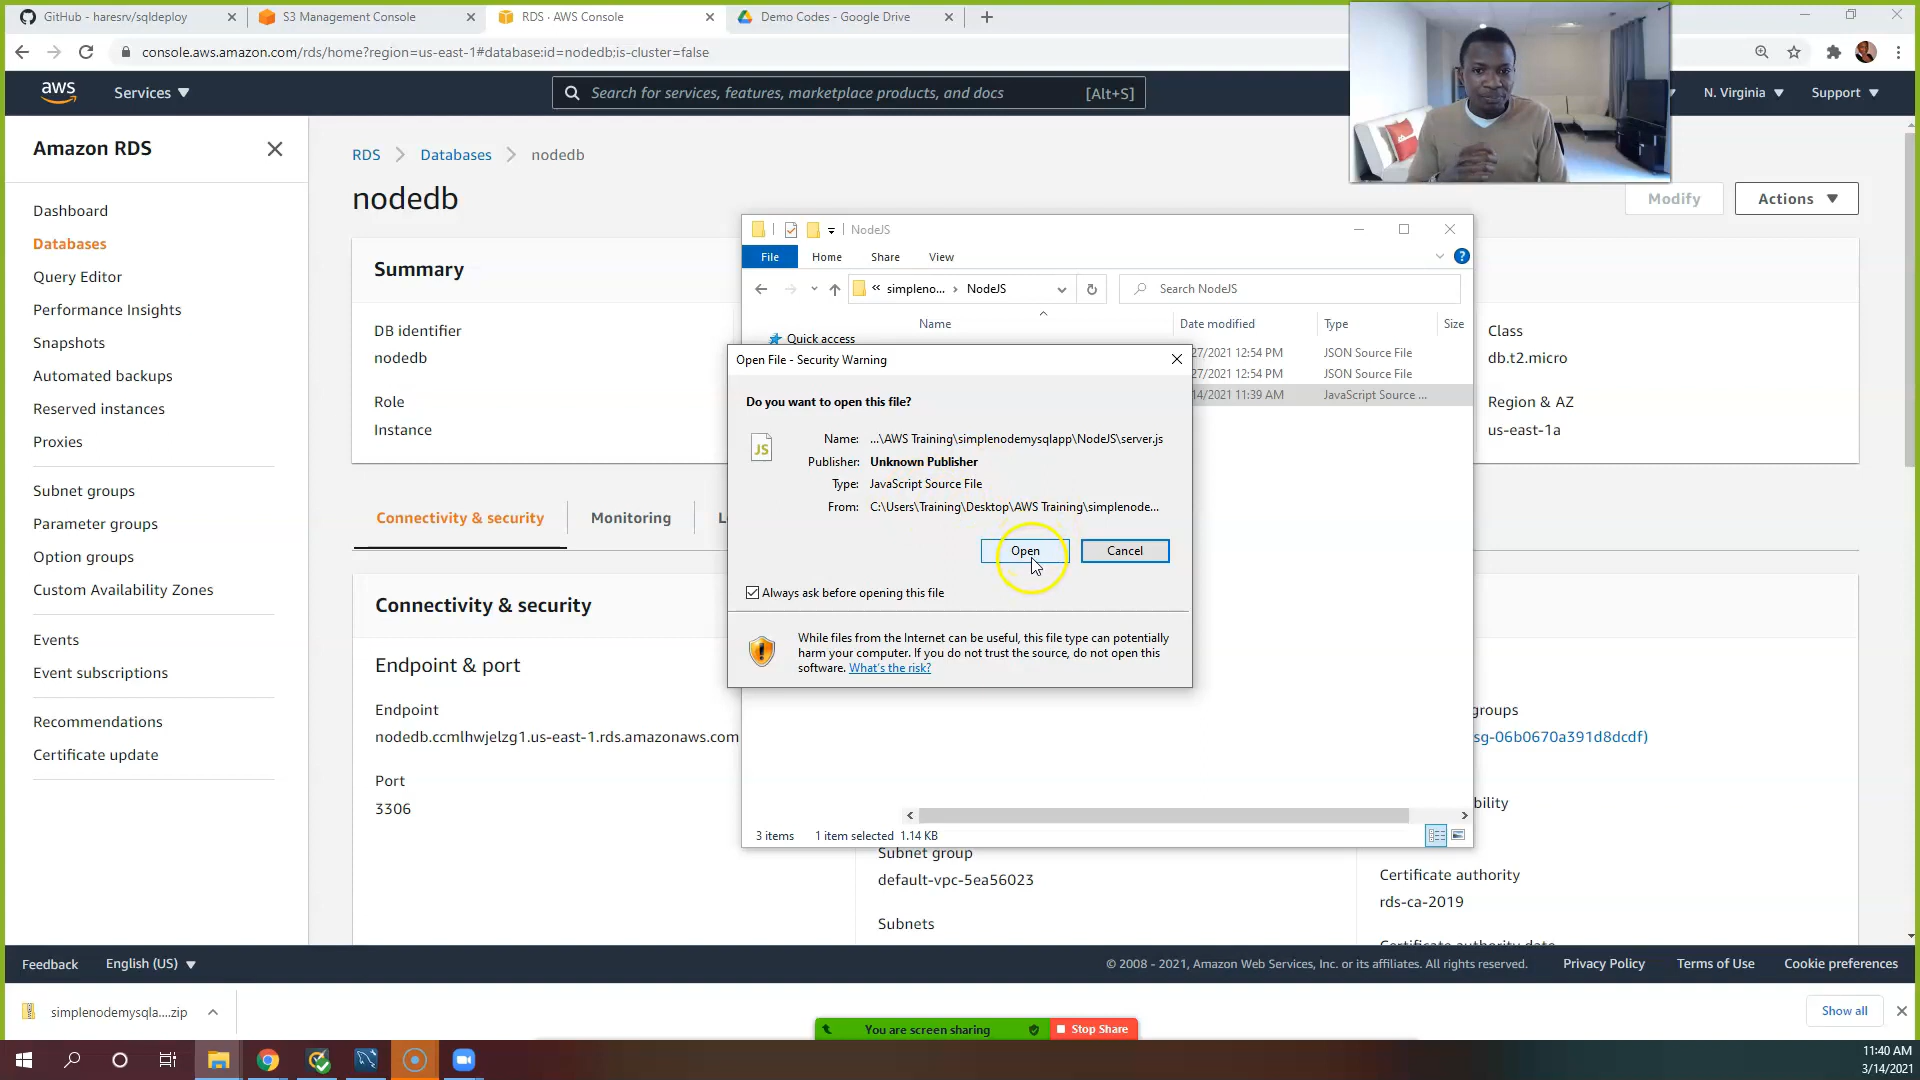 GitHub - haresrv/sqldeploy
S3 Management Console
RDS · AWS Console
Demo Codes - Google Drive
console.aws.amazon.com/rds/home?region=us-east-1#database:id=nodedb;is-cluster=false
aws
Services
Search for services, features, marketplace products, and docs [Alt+S]
N. Virginia
Support
Amazon RDS
Dashboard
Databases
Query Editor
Performance Insights
Snapshots
Automated backups
Reserved instances
Proxies
Subnet groups
Parameter groups
Option groups
Custom Availability Zones
Events
Event subscriptions
Recommendations
Certificate update
RDS > Databases > nodedb
nodedb
Modify
Actions
Summary
DB identifier
nodedb
Role
Instance
Class
db.t2.micro
Region & AZ
us-east-1a
Connectivity & security
Monitoring
L
Connectivity & security
Endpoint & port
Endpoint
nodedb.ccmlhwjelzg1.us-east-1.rds.amazonaws.com
Port
3306
Subnet group
default-vpc-5ea56023
Subnets
groups
sg-06b0670a391d8dcdf)
bility
Certificate authority
rds-ca-2019
Certificate authority date
NodeJS
File
Home
Share
View
« simpleno... > NodeJS
Search NodeJS
Name
Date modified
Type
Size
Quick access
27/2021 12:54 PM JSON Source File
27/2021 12:54 PM JSON Source File
14/2021 11:39 AM JavaScript Source ...
3 items
1 item selected 1.14 KB
Open File - Security Warning
Do you want to open this file?
JS
Name: ...\AWS Training\simplenodemysqlapp\NodeJS\server.js
Publisher: Unknown Publisher
Type: JavaScript Source File
From: C:\Users\Training\Desktop\AWS Training\simplenode...
Open
Cancel
Always ask before opening this file
While files from the Internet can be useful, this file type can potentially
harm your computer. If you do not trust the source, do not open this
software. What's the risk?
Feedback
English (US)
© 2008 - 2021, Amazon Web Services, Inc. or its affiliates. All rights reserved.
Privacy Policy
Terms of Use
Cookie preferences
simplenodemysqla....zip
Show all
You are screen sharing
Stop Share
11:40 AM
3/14/2021